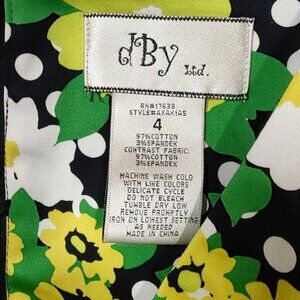 dBy Ltd.
RN#17638
STYLE#AXAK1A5
4
97%COTTON
3%SPANDEX
CONTRAST FABRIC:
97%COTTON
3%SPANDEX
MACHINE WASH COLD
WITH LIKE COLORS
DELICATE CYCLE
DO NOT BLEACH
TUMBLE DRY LOW
REMOVE PROMPTLY
IRON ON LOWEST SETTING
AS NEEDED
MADE IN CHINA